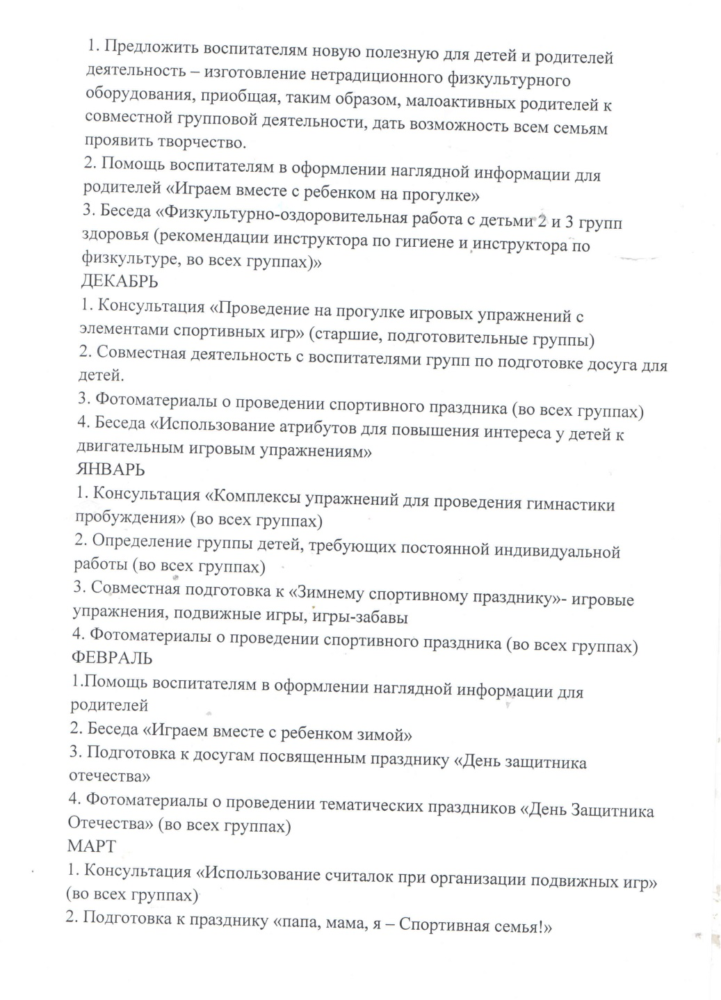 1. Предложить воспитателям новую полезную для детей и родителей
деятельность – изготовление нетрадиционного физкультурного
оборудования, приобщая, таким образом, малоактивных родителей к
совместной групповой деятельности, дать возможность всем семьям
проявить творчество.
2. Помощь воспитателям в оформлении наглядной информации для
родителей «Играем вместе с ребенком на прогулке»
3. Беседа «Физкультурно-оздоровительная работа с детьми 2 и 3 групп
здоровья (рекомендации инструктора по гигиене и инструктора по
физкультуре, во всех группах)»
ДЕКАБРЬ
1. Консультация «Проведение на прогулке игровых упражнений с
элементами спортивных игр» (старшие, подготовительные группы)
2. Совместная деятельность с воспитателями групп по подготовке досуга для
детей.
3. Фотоматериалы о проведении спортивного праздника (во всех группах)
4. Беседа «Использование атрибутов для повышения интереса у детей к
двигательным игровым упражнениям»
ЯНВАРЬ
1. Консультация «Комплексы упражнений для проведения гимнастики
пробуждения» (во всех группах)
2. Определение группы детей, требующих постоянной индивидуальной
работы (во всех группах)
3. Совместная подготовка к «Зимнему спортивному празднику»- игровые
упражнения, подвижные игры, игры-забавы
4. Фотоматериалы о проведении спортивного праздника (во всех группах)
ФЕВРАЛЬ
1.Помощь воспитателям в оформлении наглядной информации для
родителей
2. Беседа «Играем вместе с ребенком зимой»
3. Подготовка к досугам посвященным празднику «День защитника
отечества»
4. Фотоматериалы о проведении тематических праздников «День Защитника
Отечества» (во всех группах)
МАРТ
1. Консультация «Использование считалок при организации подвижных игр»
(во всех группах)
2. Подготовка к празднику «папа, мама, я – Спортивная семья!»